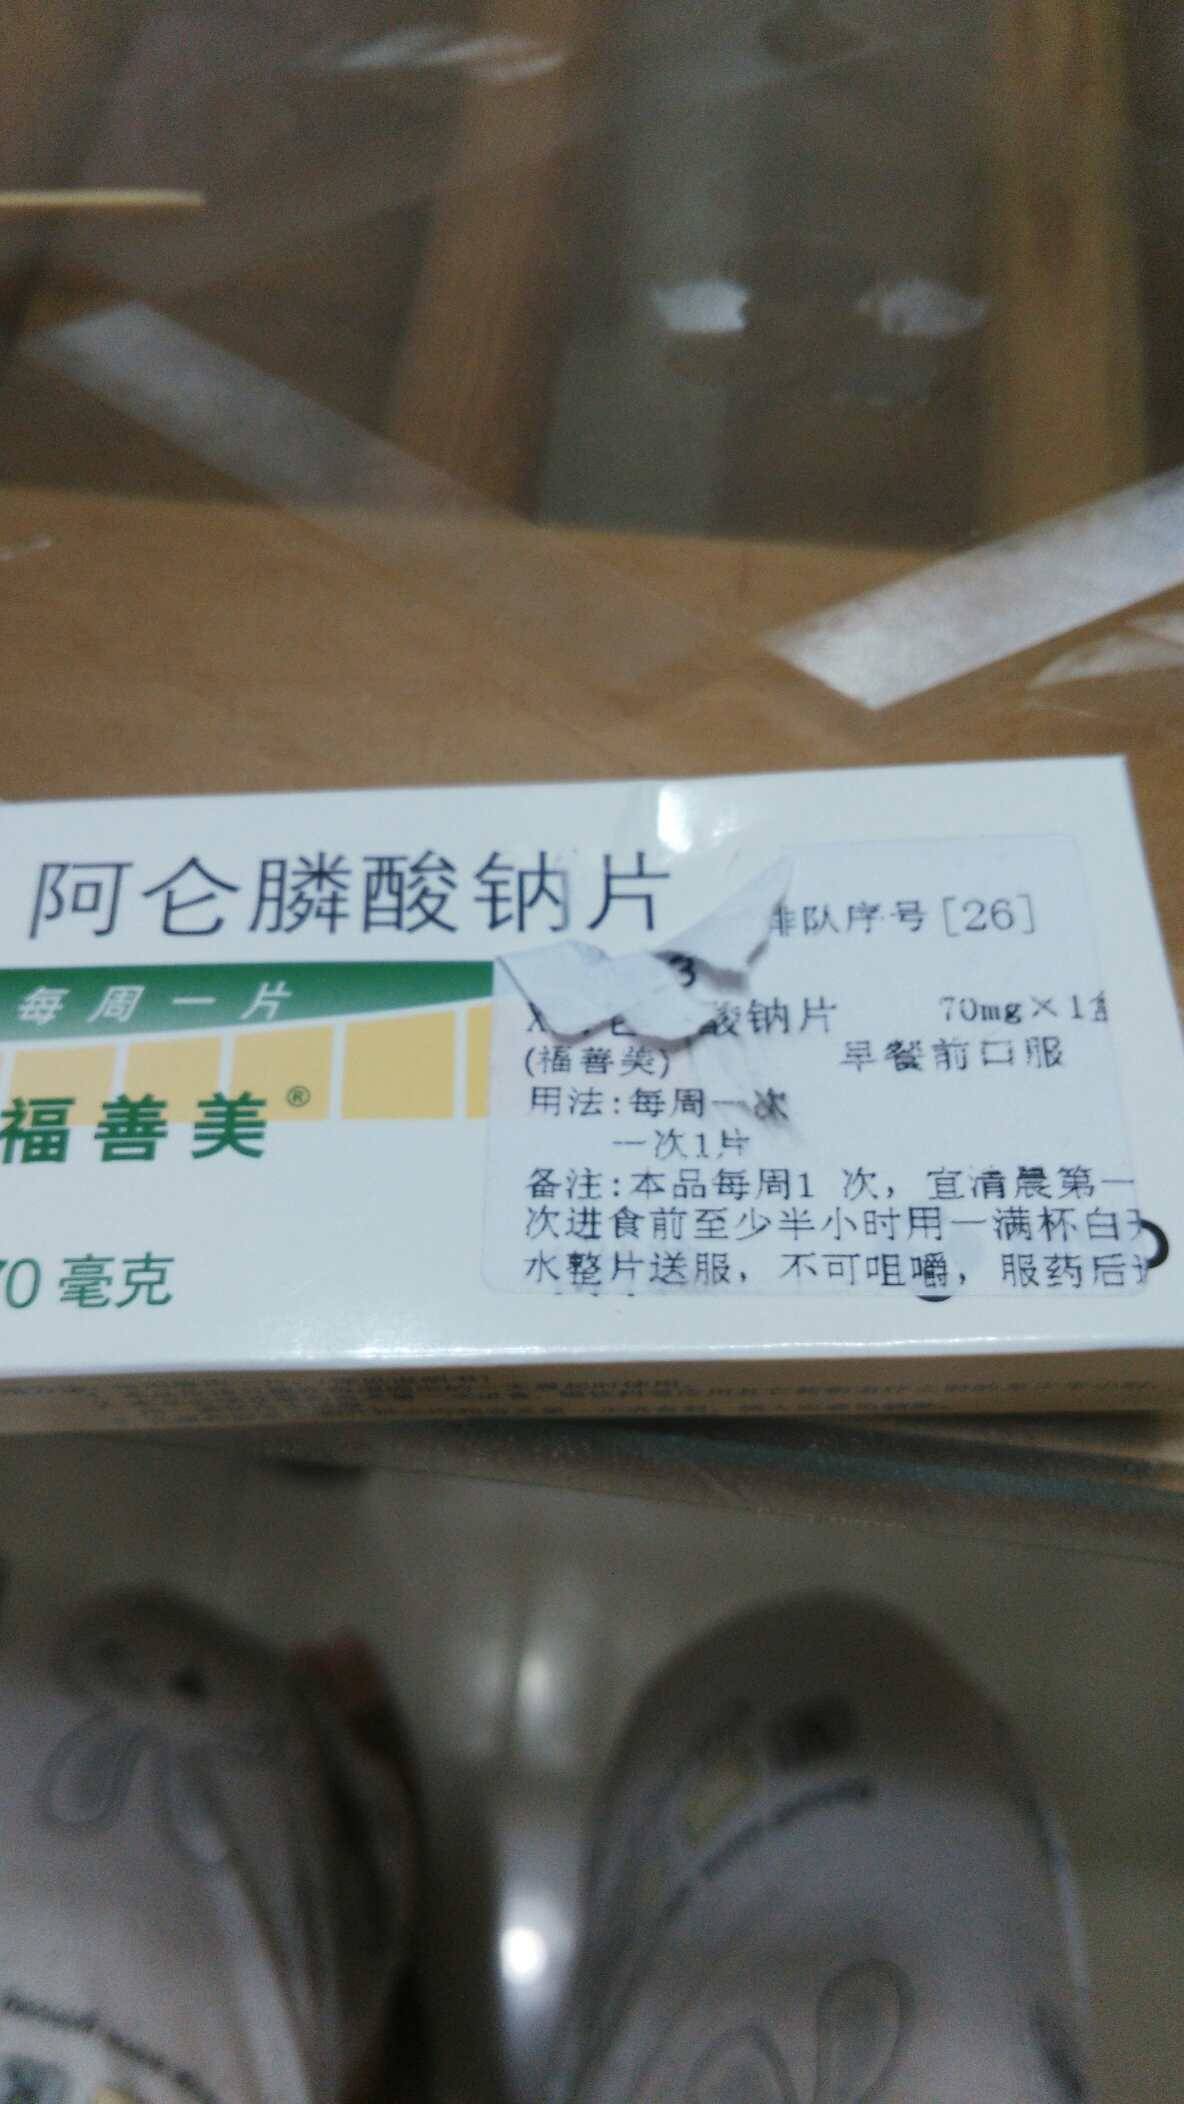 阿仑膦酸钠片
每周一片
福善美®
70毫克
排队序号[26]
3
酸钠片 70mg×1盒
(福善美) 早餐前口服
用法:每周一次
一次1片
备注:本品每周1 次，宜清晨第一
次进食前至少半小时用一满杯白开
水整片送服，不可咀嚼，服药后